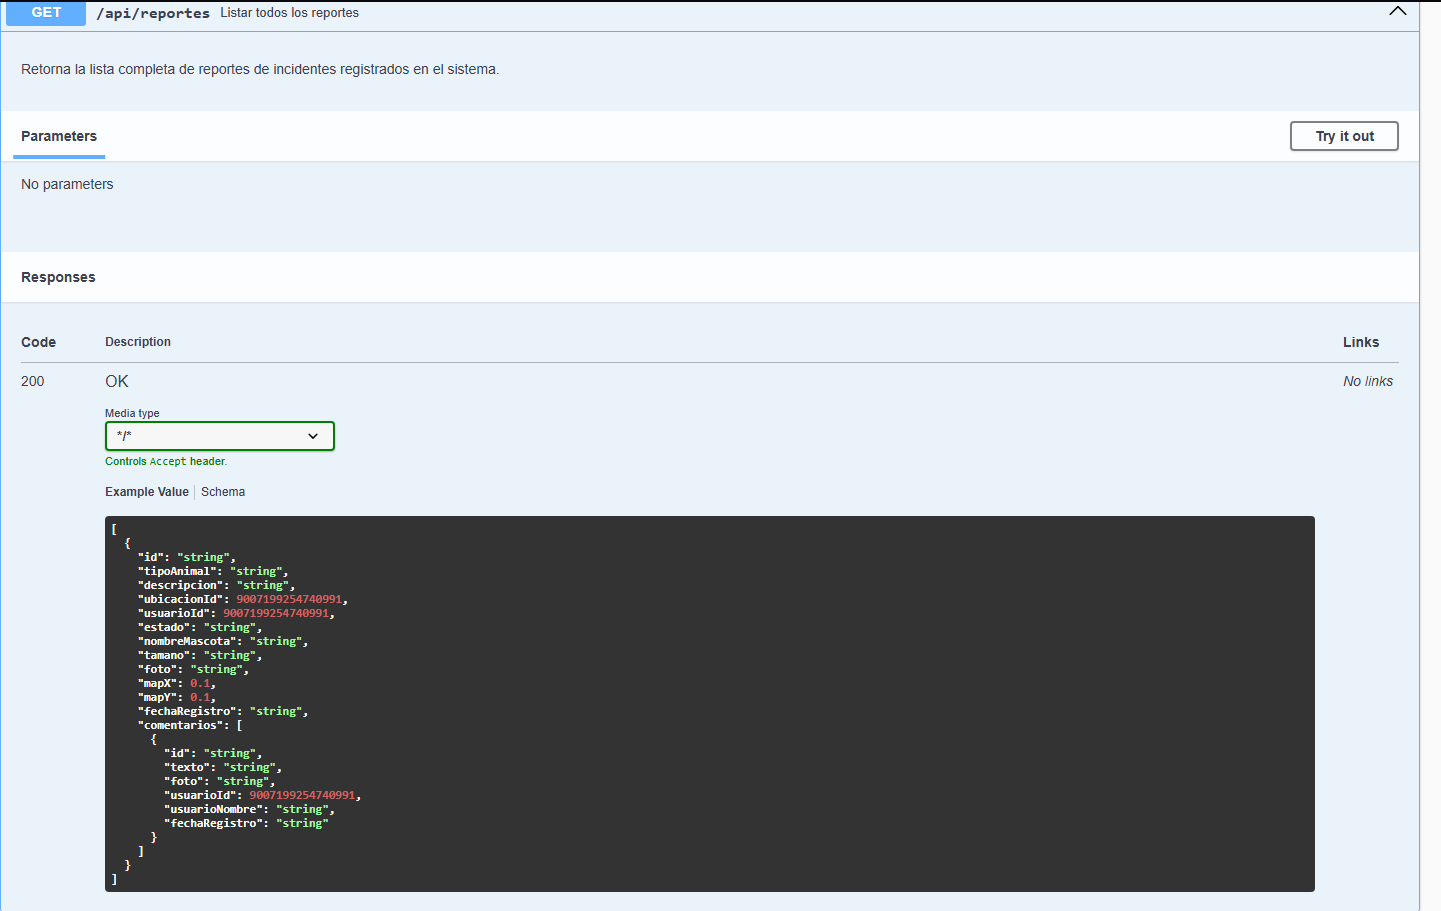 GET /api/reportes Listar todos los reportes
Retorna la lista completa de reportes de incidentes registrados en el sistema.
Parameters
Try it out
No parameters
Responses
Code Description Links
200 OK No links
Media type
*/*
Controls Accept header.
Example Value Schema
[
  {
    "id": "string",
    "tipoAnimal": "string",
    "descripcion": "string",
    "ubicacionId": 9007199254740991,
    "usuarioId": 9007199254740991,
    "estado": "string",
    "nombreMascota": "string",
    "tamano": "string",
    "foto": "string",
    "mapX": 0.1,
    "mapY": 0.1,
    "fechaRegistro": "string",
    "comentarios": [
      {
        "id": "string",
        "texto": "string",
        "foto": "string",
        "usuarioId": 9007199254740991,
        "usuarioNombre": "string",
        "fechaRegistro": "string"
      }
    ]
  }
]